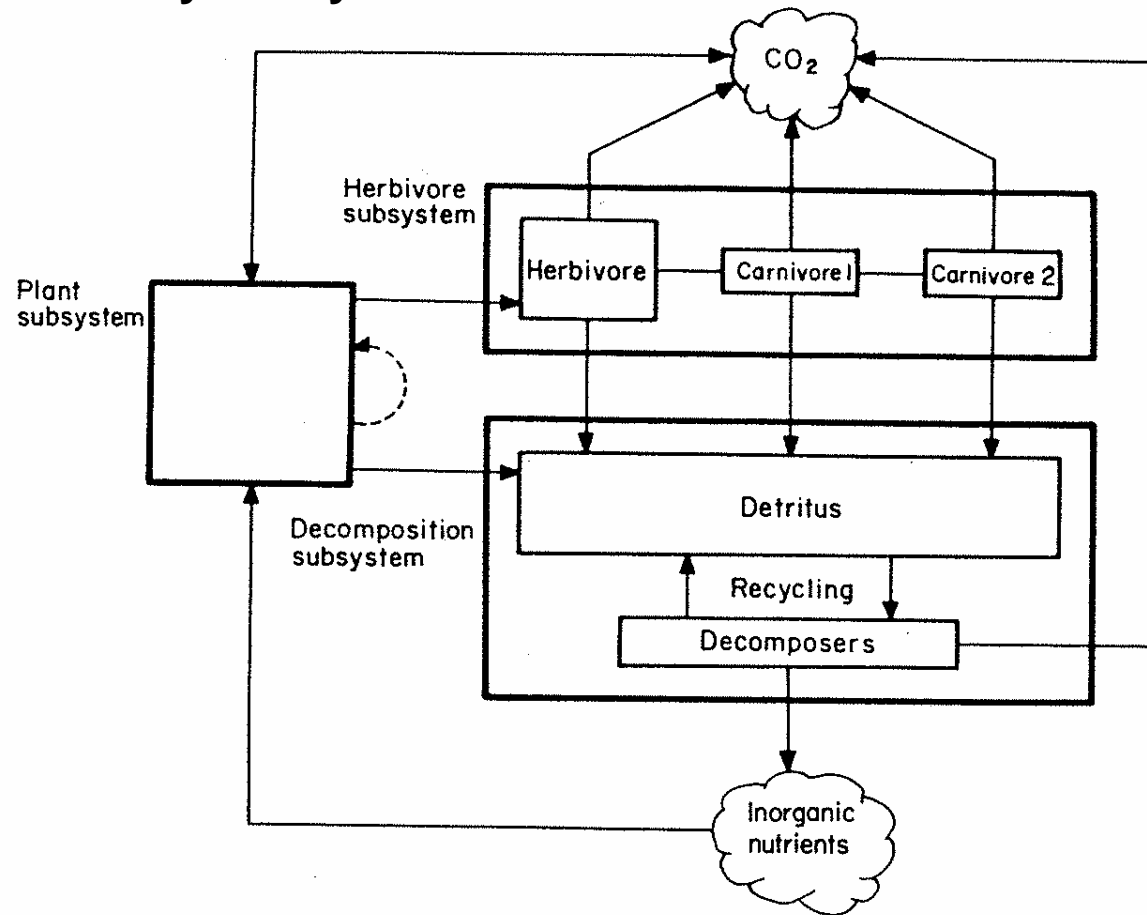 CO₂
Herbivore
subsystem
Herbivore
Carnivore 1
Carnivore 2
Plant
subsystem
Detritus
Decomposition
subsystem
Recycling
Decomposers
Inorganic
nutrients